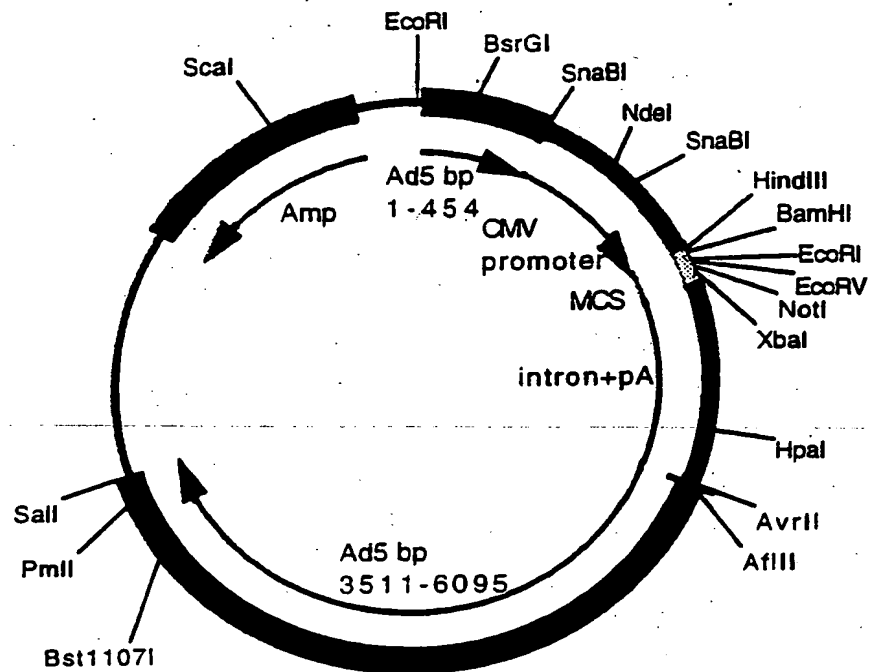 EcoRI
BsrGI
ScaI
SnaBI
NdeI
SnaBI
HindIII
BamHI
EcoRI
EcoRV
NotI
XbaI
Ad5 bp
1-454
Amp
CMV
promoter
MCS
intron+pA
HpaI
AvrII
AflII
SalI
PmlI
Bst1107I
Ad5 bp
3511-6095